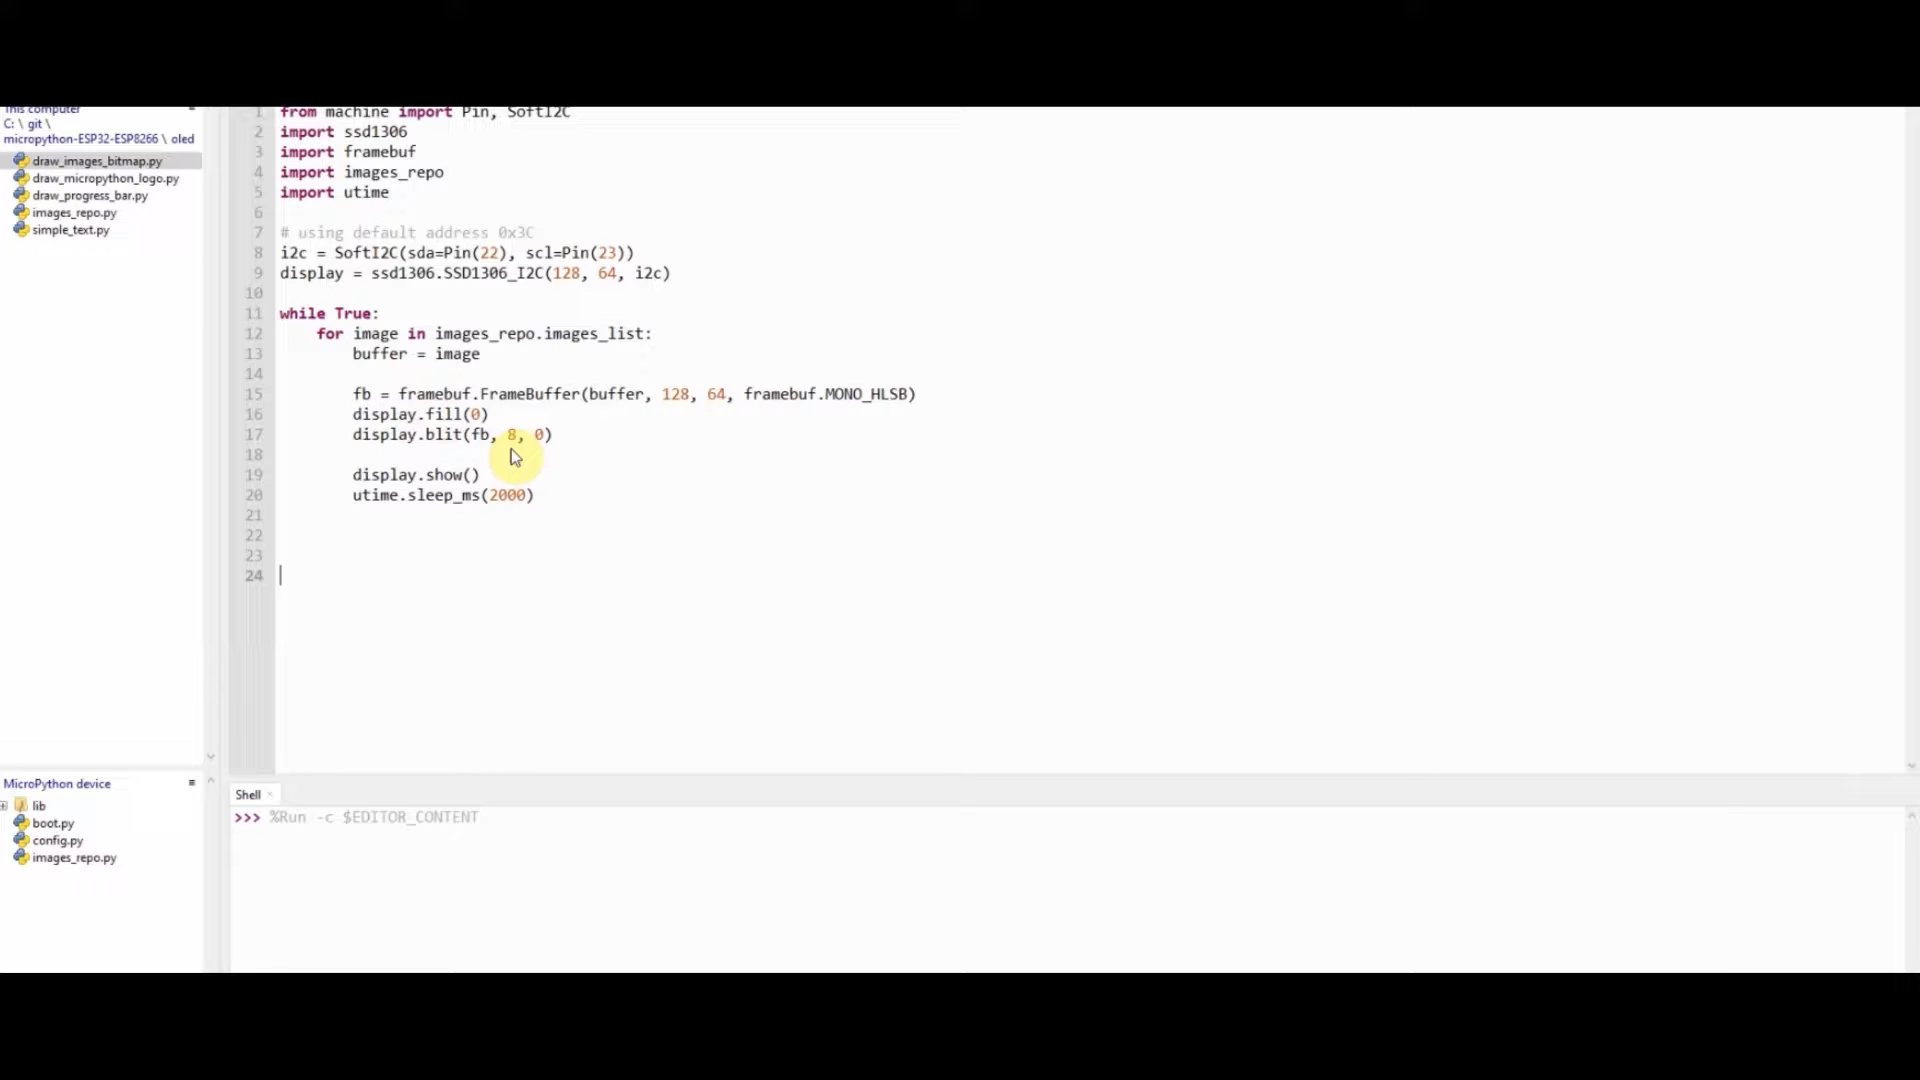 This computer
C: \ git \
micropython-ESP32-ESP8266 \ oled
draw_images_bitmap.py
draw_micropython_logo.py
draw_progress_bar.py
images_repo.py
simple_text.py
1 from machine import Pin, SoftI2C
2 import ssd1306
3 import framebuf
4 import images_repo
5 import utime
6
7 # using default address 0x3C
8 i2c = SoftI2C(sda=Pin(22), scl=Pin(23))
9 display = ssd1306.SSD1306_I2C(128, 64, i2c)
10
11 while True:
12 for image in images_repo.images_list:
13 buffer = image
14
15 fb = framebuf.FrameBuffer(buffer, 128, 64, framebuf.MONO_HLSB)
16 display.fill(0)
17 display.blit(fb, 8, 0)
18
19 display.show()
20 utime.sleep_ms(2000)
21
22
23
24
MicroPython device
lib
boot.py
config.py
images_repo.py
Shell
>>> %Run -c $EDITOR_CONTENT